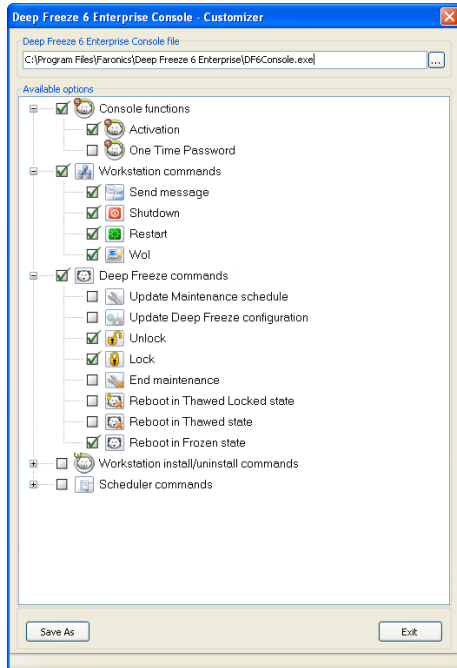 Deep Freeze 6 Enterprise Console - Customizer
Deep Freeze 6 Enterprise Console file
C:\Program Files\Faronics\Deep Freeze 6 Enterprise\DF6Console.exe
...
Available options
Console functions
Activation
One Time Password
Workstation commands
Send message
Shutdown
Restart
Wol
Deep Freeze commands
Update Maintenance schedule
Update Deep Freeze configuration
Unlock
Lock
End maintenance
Reboot in Thawed Locked state
Reboot in Thawed state
Reboot in Frozen state
Workstation install/uninstall commands
Scheduler commands
Save As
Exit